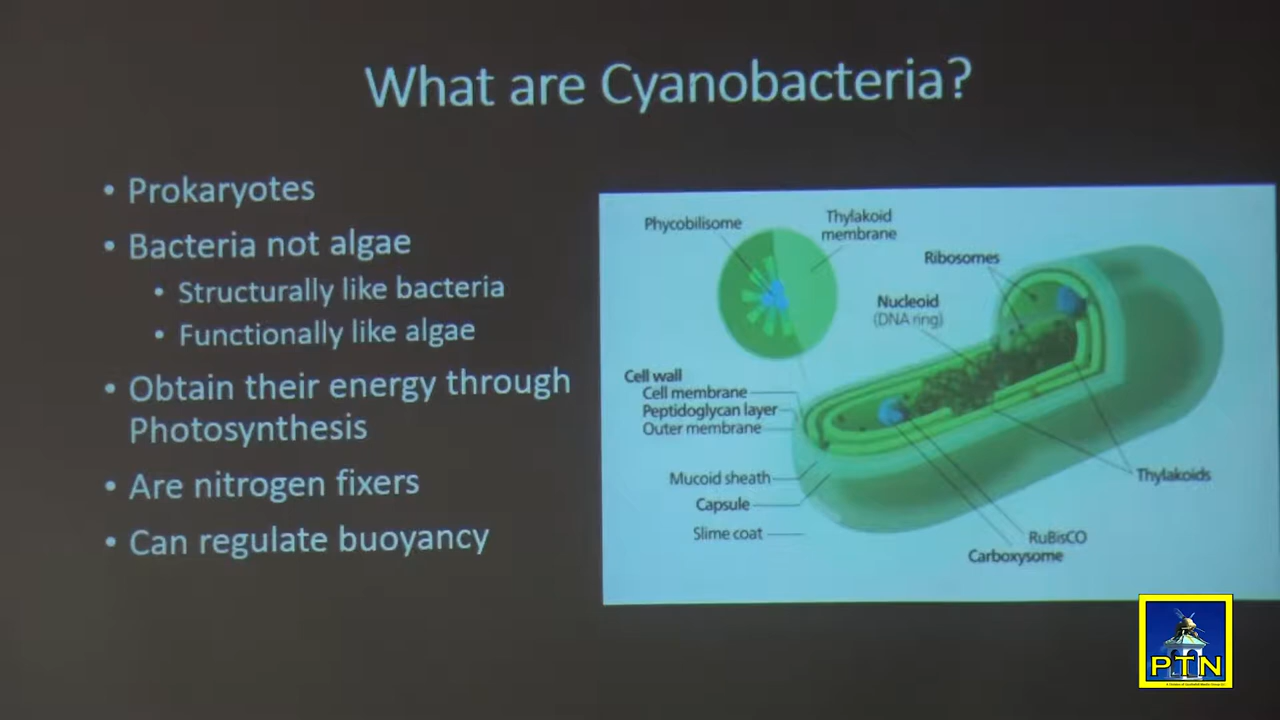 What are Cyanobacteria?
• Prokaryotes
• Bacteria not algae
• Structurally like bacteria
• Functionally like algae
• Obtain their energy through
Photosynthesis
• Are nitrogen fixers
• Can regulate buoyancy
Phycobilisome
Thylakoid
membrane
Ribosomes
Nucleoid
(DNA ring)
Cell wall
Cell membrane
Peptidoglycan layer
Outer membrane
Mucoid sheath
Capsule
Slime coat
Thylakoids
RuBisCO
Carboxysome
PTN